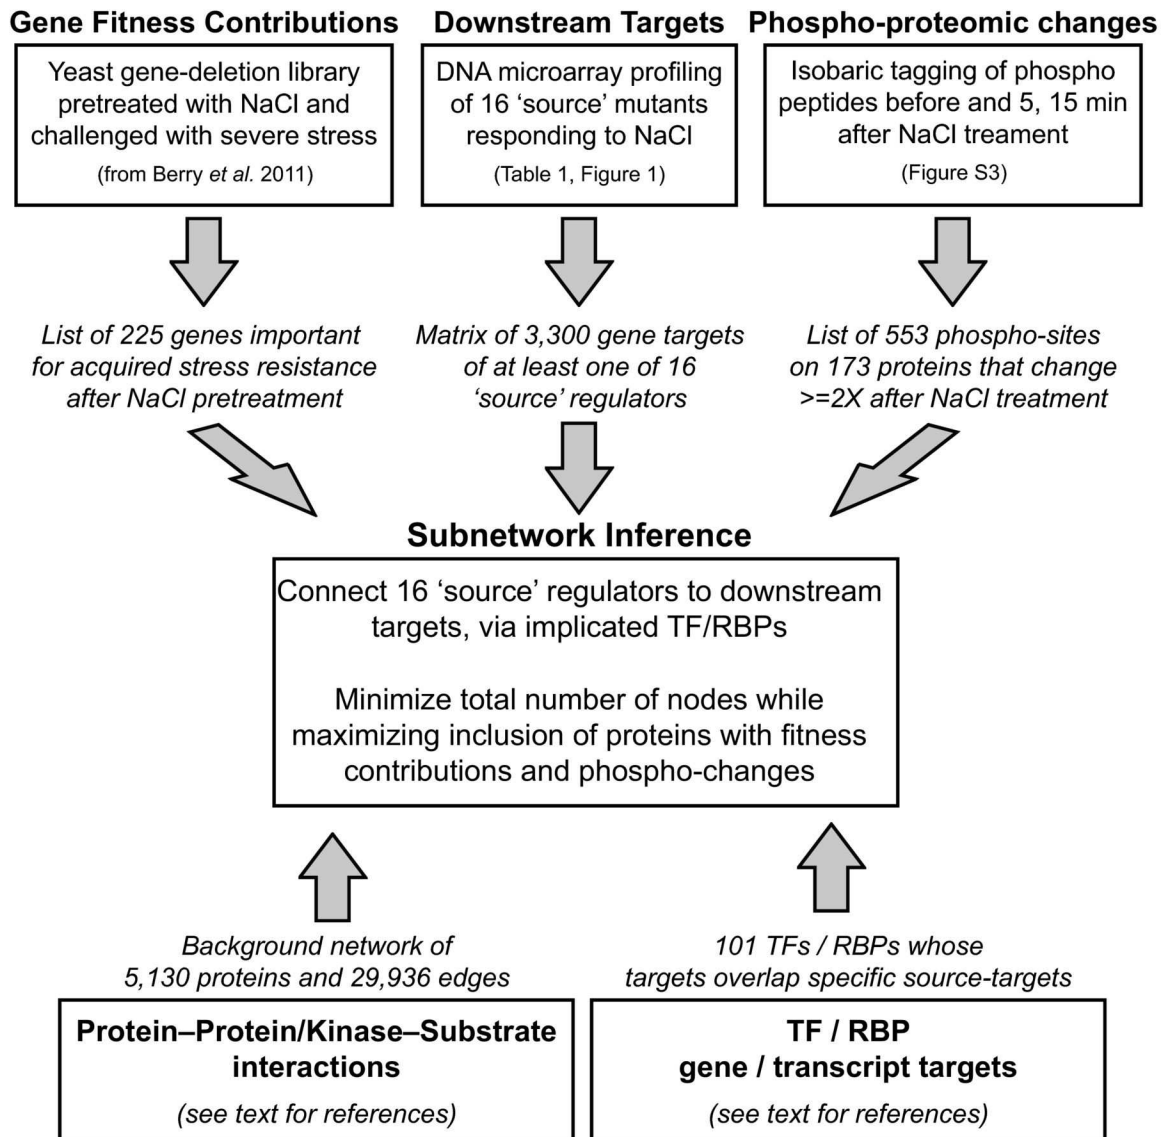 Gene Fitness Contributions
Yeast gene-deletion library
pretreated with NaCl and
challenged with severe stress
(from Berry et al. 2011)
List of 225 genes important
for acquired stress resistance
after NaCl pretreatment
Downstream Targets
DNA microarray profiling
of 16 ‘source’ mutants
responding to NaCl
(Table 1, Figure 1)
Matrix of 3,300 gene targets
of at least one of 16
‘source’ regulators
Phospho-proteomic changes
Isobaric tagging of phospho
peptides before and 5, 15 min
after NaCl treament
(Figure S3)
List of 553 phospho-sites
on 173 proteins that change
>=2X after NaCl treatment
Subnetwork Inference
Connect 16 ‘source’ regulators to downstream
targets, via implicated TF/RBPs
Minimize total number of nodes while
maximizing inclusion of proteins with fitness
contributions and phospho-changes
Background network of
5,130 proteins and 29,936 edges
Protein–Protein/Kinase–Substrate
interactions
(see text for references)
101 TFs / RBPs whose
targets overlap specific source-targets
TF / RBP
gene / transcript targets
(see text for references)